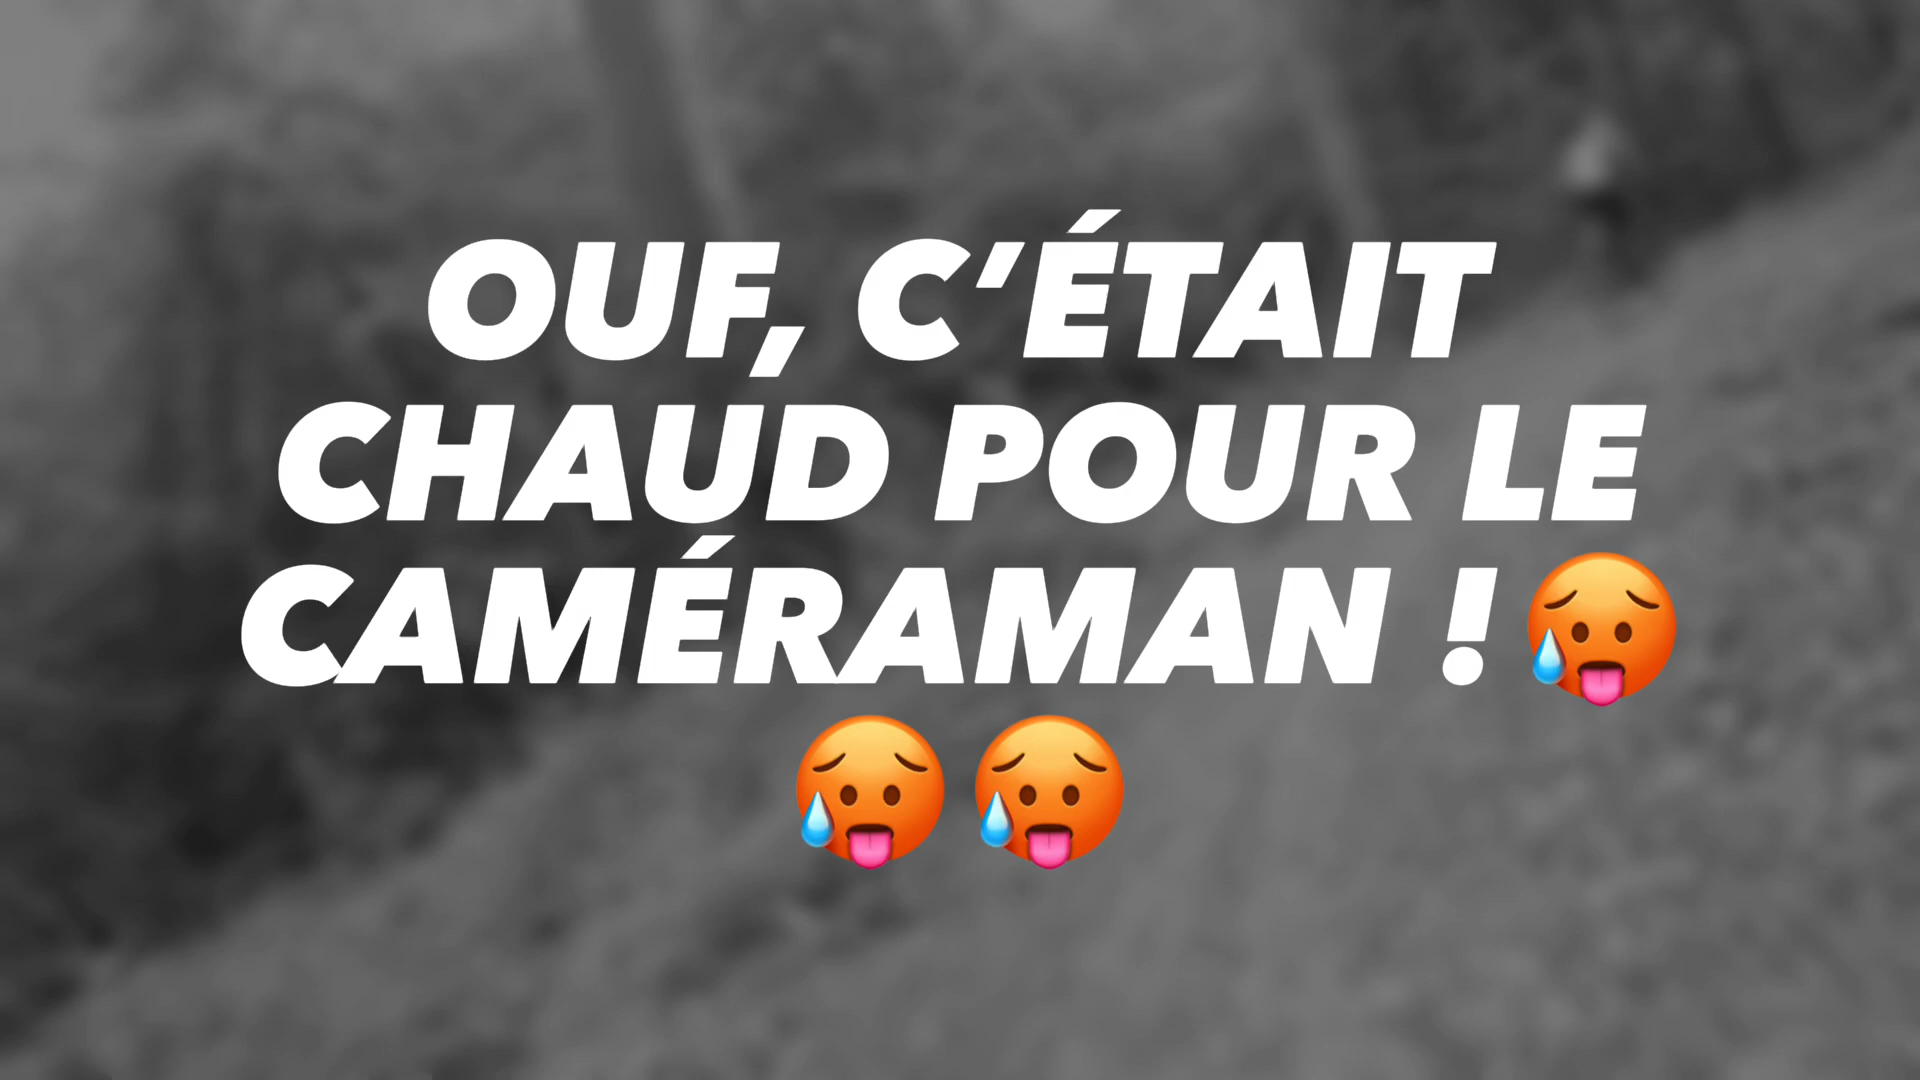 OUF, C’ÉTAIT
CHAUD POUR LE
CAMÉRAMAN ! 🥵
🥵 🥵